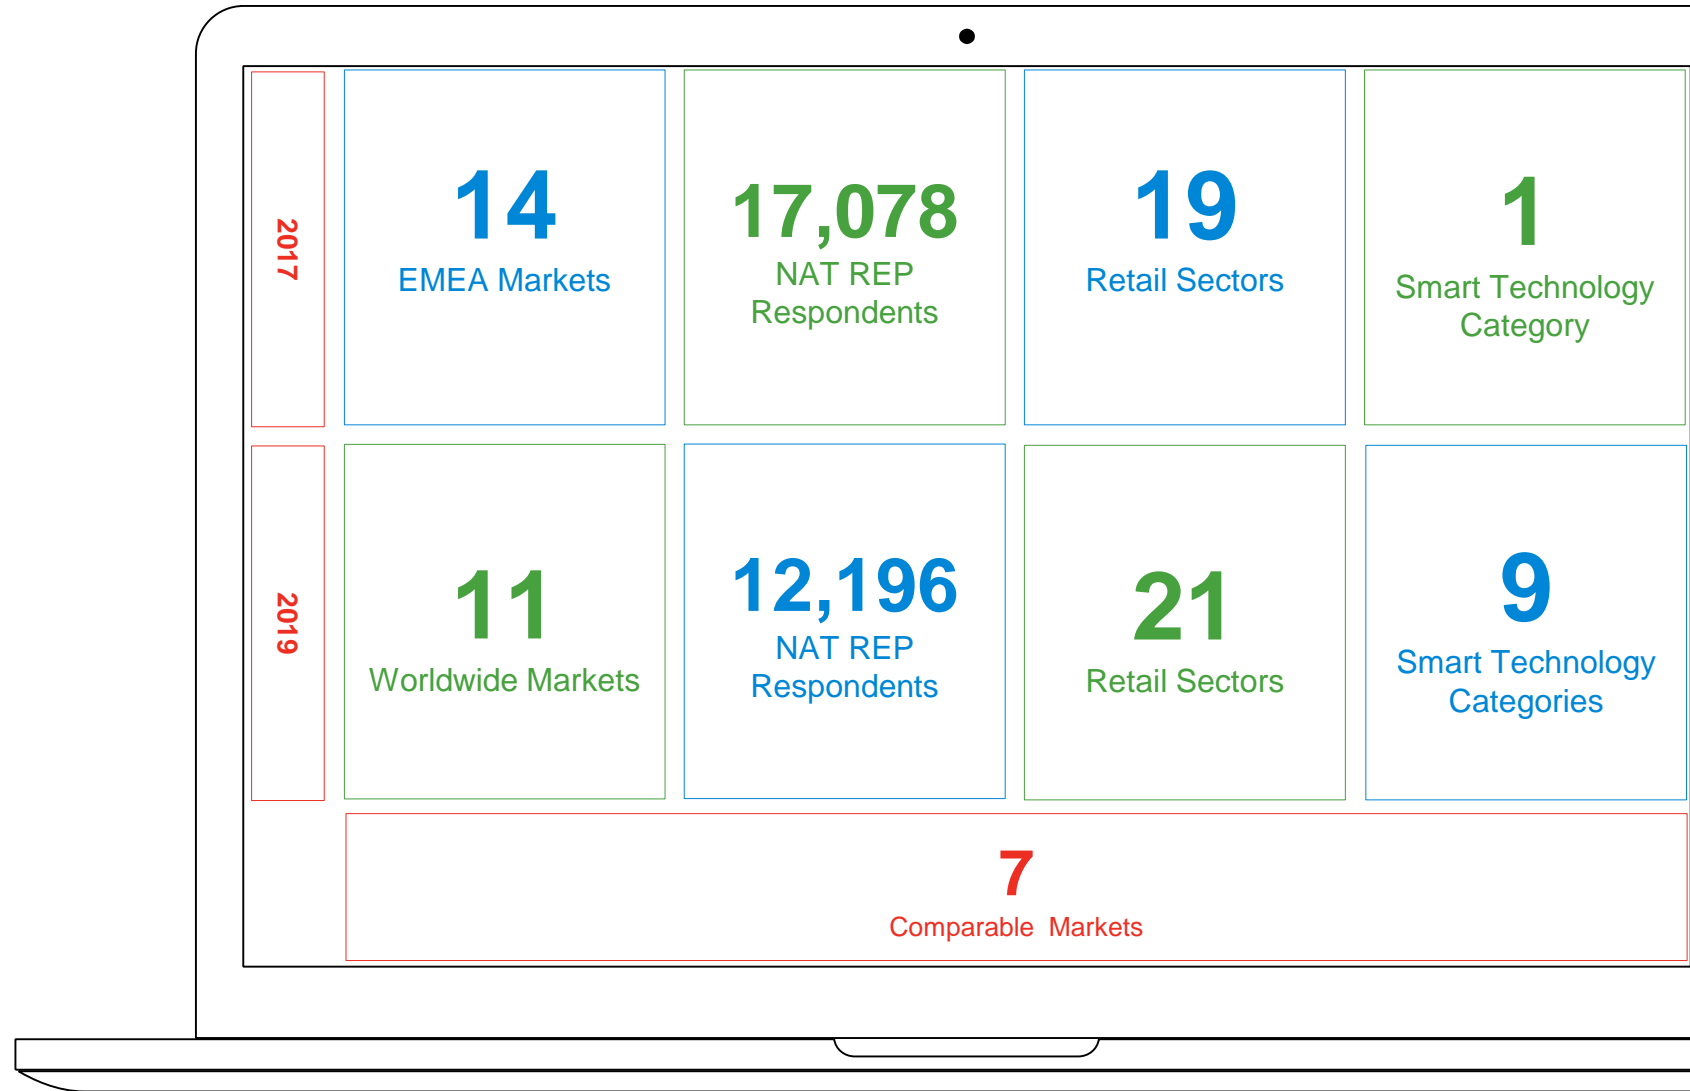 2017
14
EMEA Markets
17,078
NAT REP
Respondents
19
Retail Sectors
1
Smart Technology
Category
2019
11
Worldwide Markets
12,196
NAT REP
Respondents
21
Retail Sectors
9
Smart Technology
Categories
7
Comparable  Markets